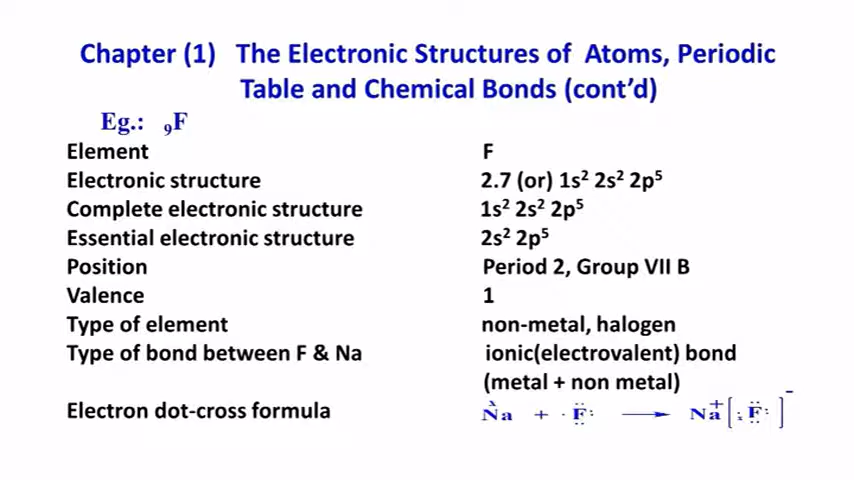 Chapter (1) The Electronic Structures of Atoms, Periodic
Table and Chemical Bonds (cont’d)
Eg.: ₉F
Element F
Electronic structure 2.7 (or) 1s² 2s² 2p⁵
Complete electronic structure 1s² 2s² 2p⁵
Essential electronic structure 2s² 2p⁵
Position Period 2, Group VII B
Valence 1
Type of element non-metal, halogen
Type of bond between F & Na ionic(electrovalent) bond
(metal + non metal)
Electron dot-cross formula Na + F → Na⁺ [F]⁻